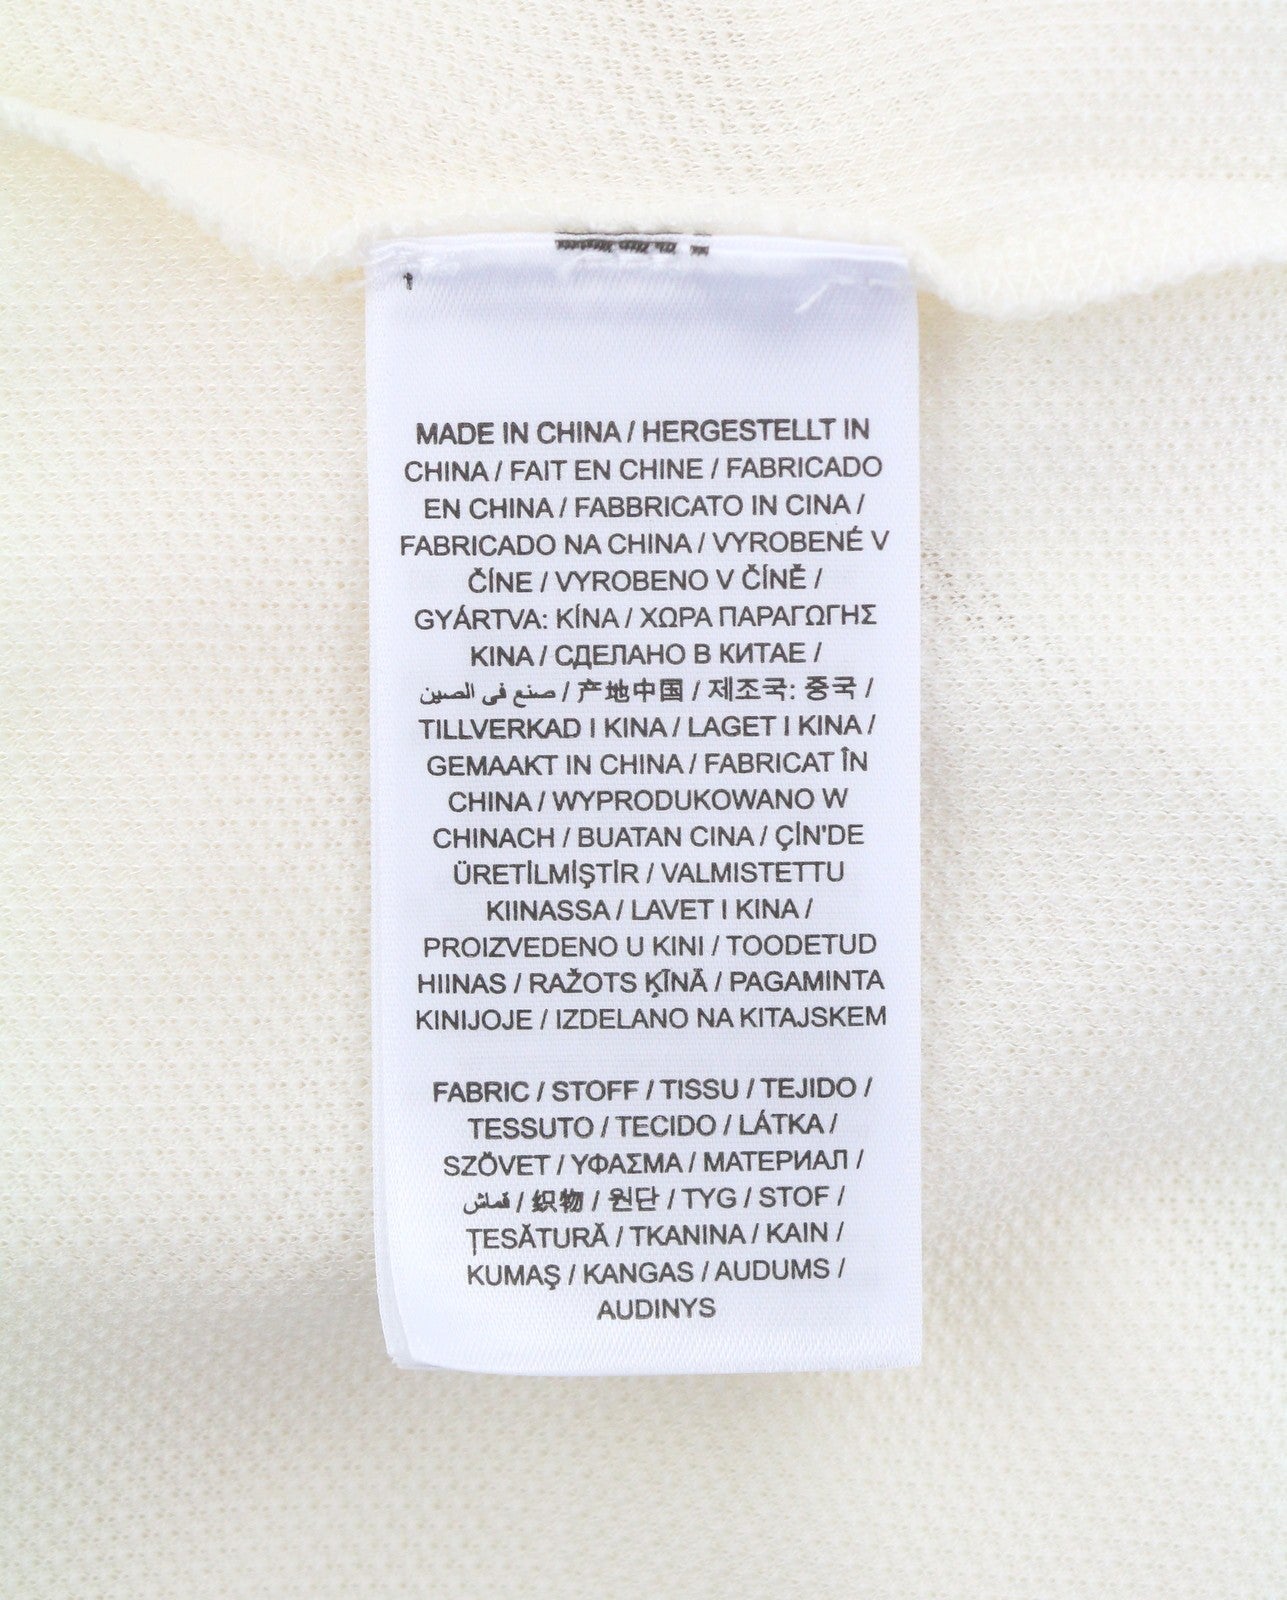 MADE IN CHINA / HERGESTELLT IN
CHINA / FAIT EN CHINE / FABRICADO
EN CHINA / FABBRICATO IN CINA /
FABRICADO NA CHINA / VYROBENÉ V
ČÍNE / VYROBENO V ČÍNĚ /
GYÁRTVA: KÍNA / ΧΩΡΑ ΠΑΡΑΓΩΓΗΣ
ΚΙΝΑ / СДЕЛАНО В КИТАЕ /
صنع في الصين / 产地中国 / 제조국: 중국 /
TILLVERKAD I KINA / LAGET I KINA /
GEMAAKT IN CHINA / FABRICAT ÎN
CHINA / WYPRODUKOWANO W
CHINACH / BUATAN CINA / ÇİN'DE
ÜRETİLMİŞTİR / VALMISTETTU
KIINASSA / LAVET I KINA /
PROIZVEDENO U KINI / TOODETUD
HIINAS / RAŽOTS ĶĪNĀ / PAGAMINTA
KINIJOJE / IZDELANO NA KITAJSKEM
FABRIC / STOFF / TISSU / TEJIDO /
TESSUTO / TECIDO / LÁTKA /
SZÖVET / ΥΦΑΣΜΑ / МАТЕРИАЛ /
قماش / 织物 / 원단 / TYG / STOF /
ȚESĂTURĂ / TKANINA / KAIN /
KUMAŞ / KANGAS / AUDUMS /
AUDINYS